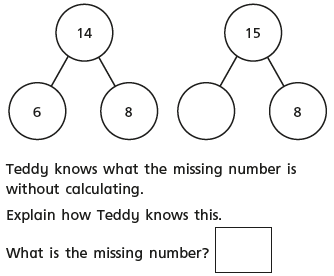 14 15
6 8 8
Teddy knows what the missing number is
without calculating.
Explain how Teddy knows this.
What is the missing number?